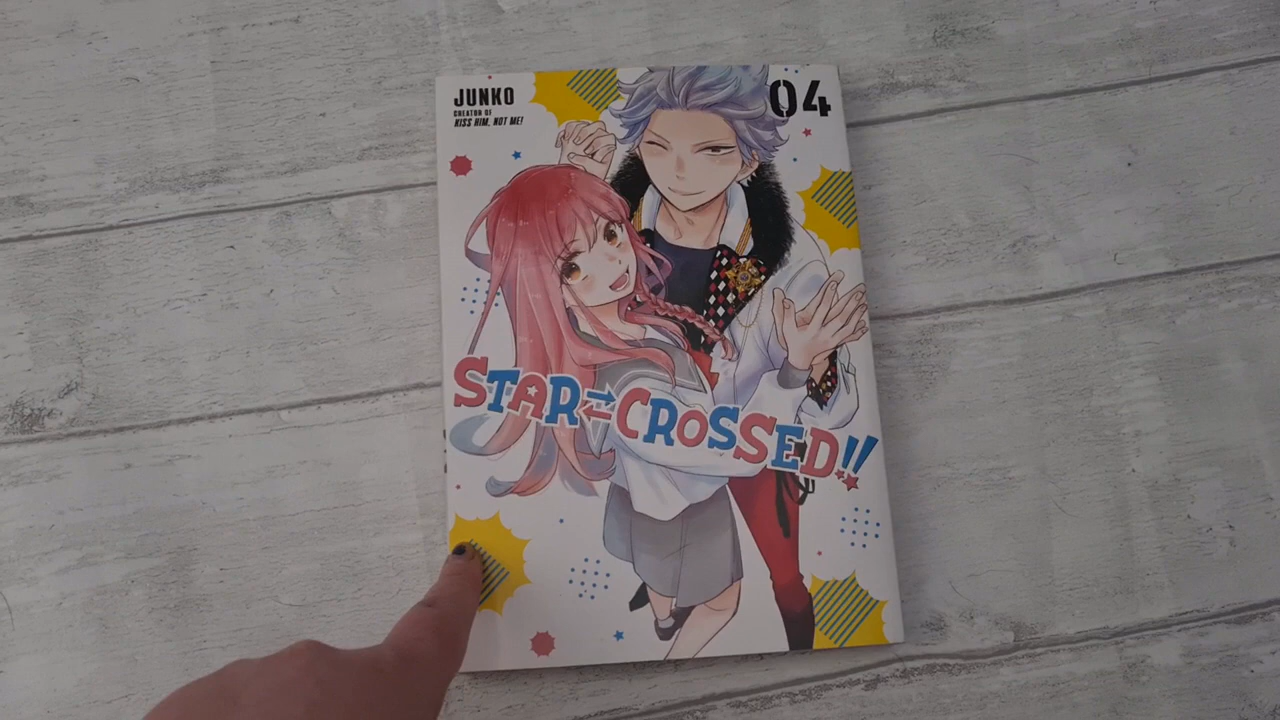 JUNKO
CREATOR OF
KISS HIM, NOT ME!
04
STAR⇄CROSSED!!